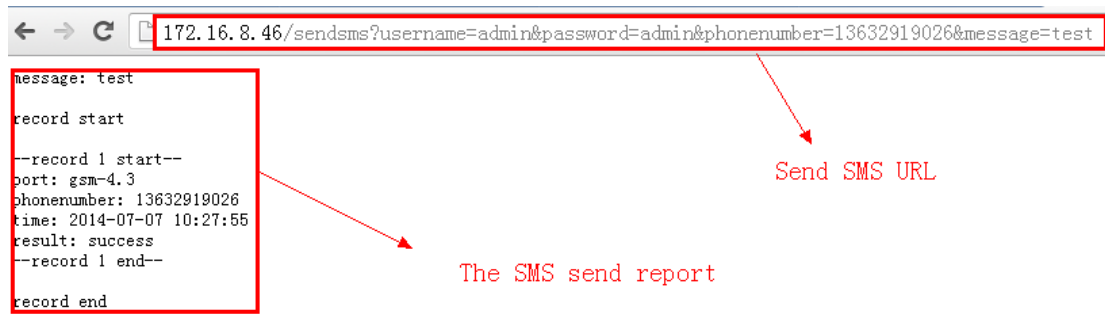 172.16.8.46/sendsms?username=admin&password=admin&phonenumber=13632919026&message=test
message: test
record start
--record 1 start--
port: gsm-4.3
phonenumber: 13632919026
time: 2014-07-07 10:27:55
result: success
--record 1 end--
record end
Send SMS URL
The SMS send report